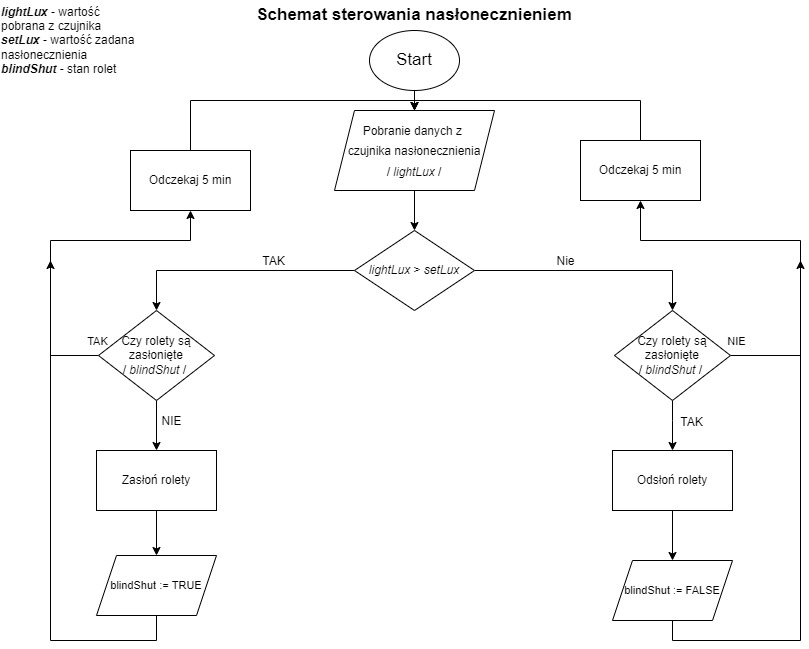 lightLux - wartość
pobrana z czujnika
setLux - wartość zadana
nasłonecznienia
blindShut - stan rolet
Schemat sterowania nasłonecznieniem
Start
Pobranie danych z
czujnika nasłonecznienia
/ lightLux /
Odczekaj 5 min
Odczekaj 5 min
lightLux > setLux
TAK
Nie
Czy rolety są
zasłonięte
/ blindShut /
TAK
NIE
Czy rolety są
zasłonięte
/ blindShut /
NIE
TAK
Zasłoń rolety
Odsłoń rolety
blindShut := TRUE
blindShut := FALSE